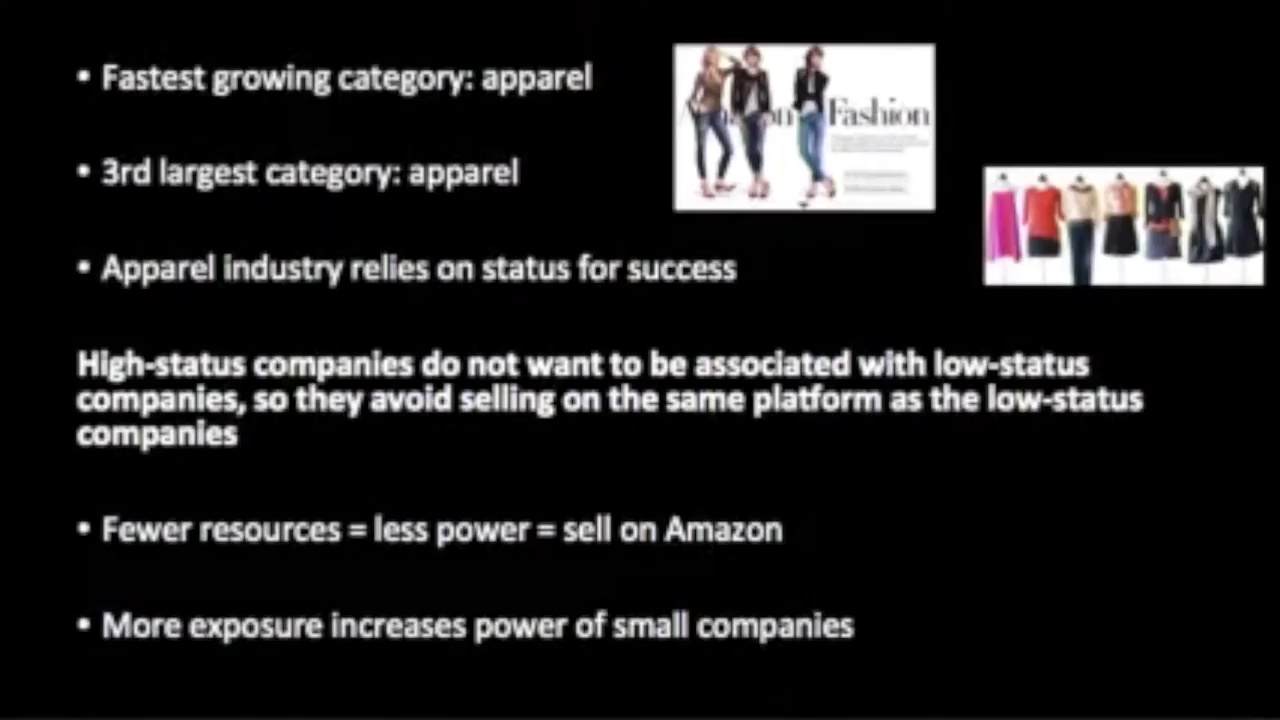 • Fastest growing category: apparel
Fashion
• 3rd largest category: apparel
• Apparel industry relies on status for success
High-status companies do not want to be associated with low-status
companies, so they avoid selling on the same platform as the low-status
companies
• Fewer resources = less power = sell on Amazon
• More exposure increases power of small companies